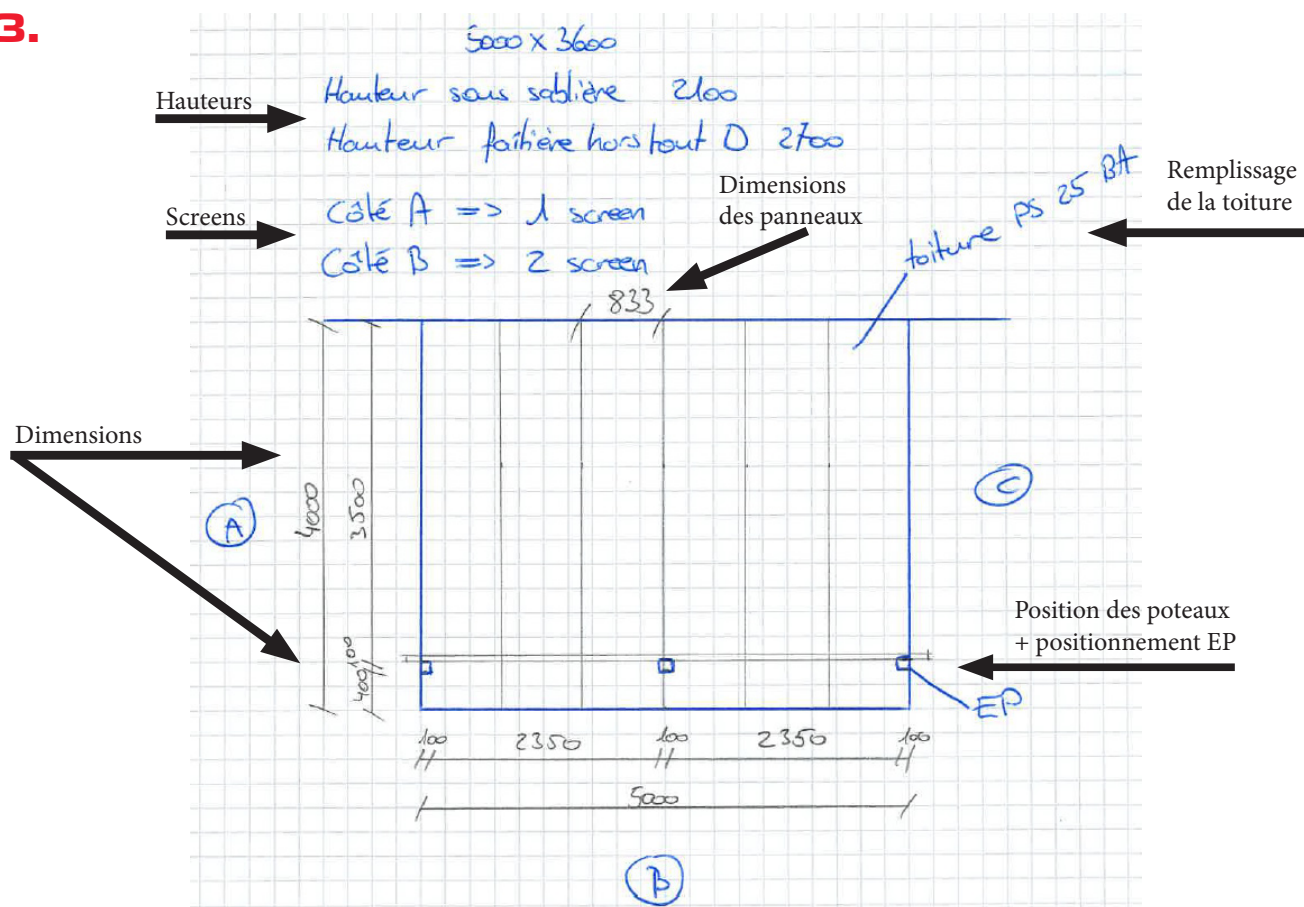 3.
5000 x 3600
Hauteurs
Hauteur sous sablière 2100
Hauteur faîtière hors tout D 2700
Screens
Côté A => 1 screen
Côté B => 2 screen
Dimensions
des panneaux
Remplissage
de la toiture
toiture PS 25 BA
833
Dimensions
A
4000
3500
C
400
100
Position des poteaux
+ positionnement EP
EP
100 2350 100 2350 100
5000
B